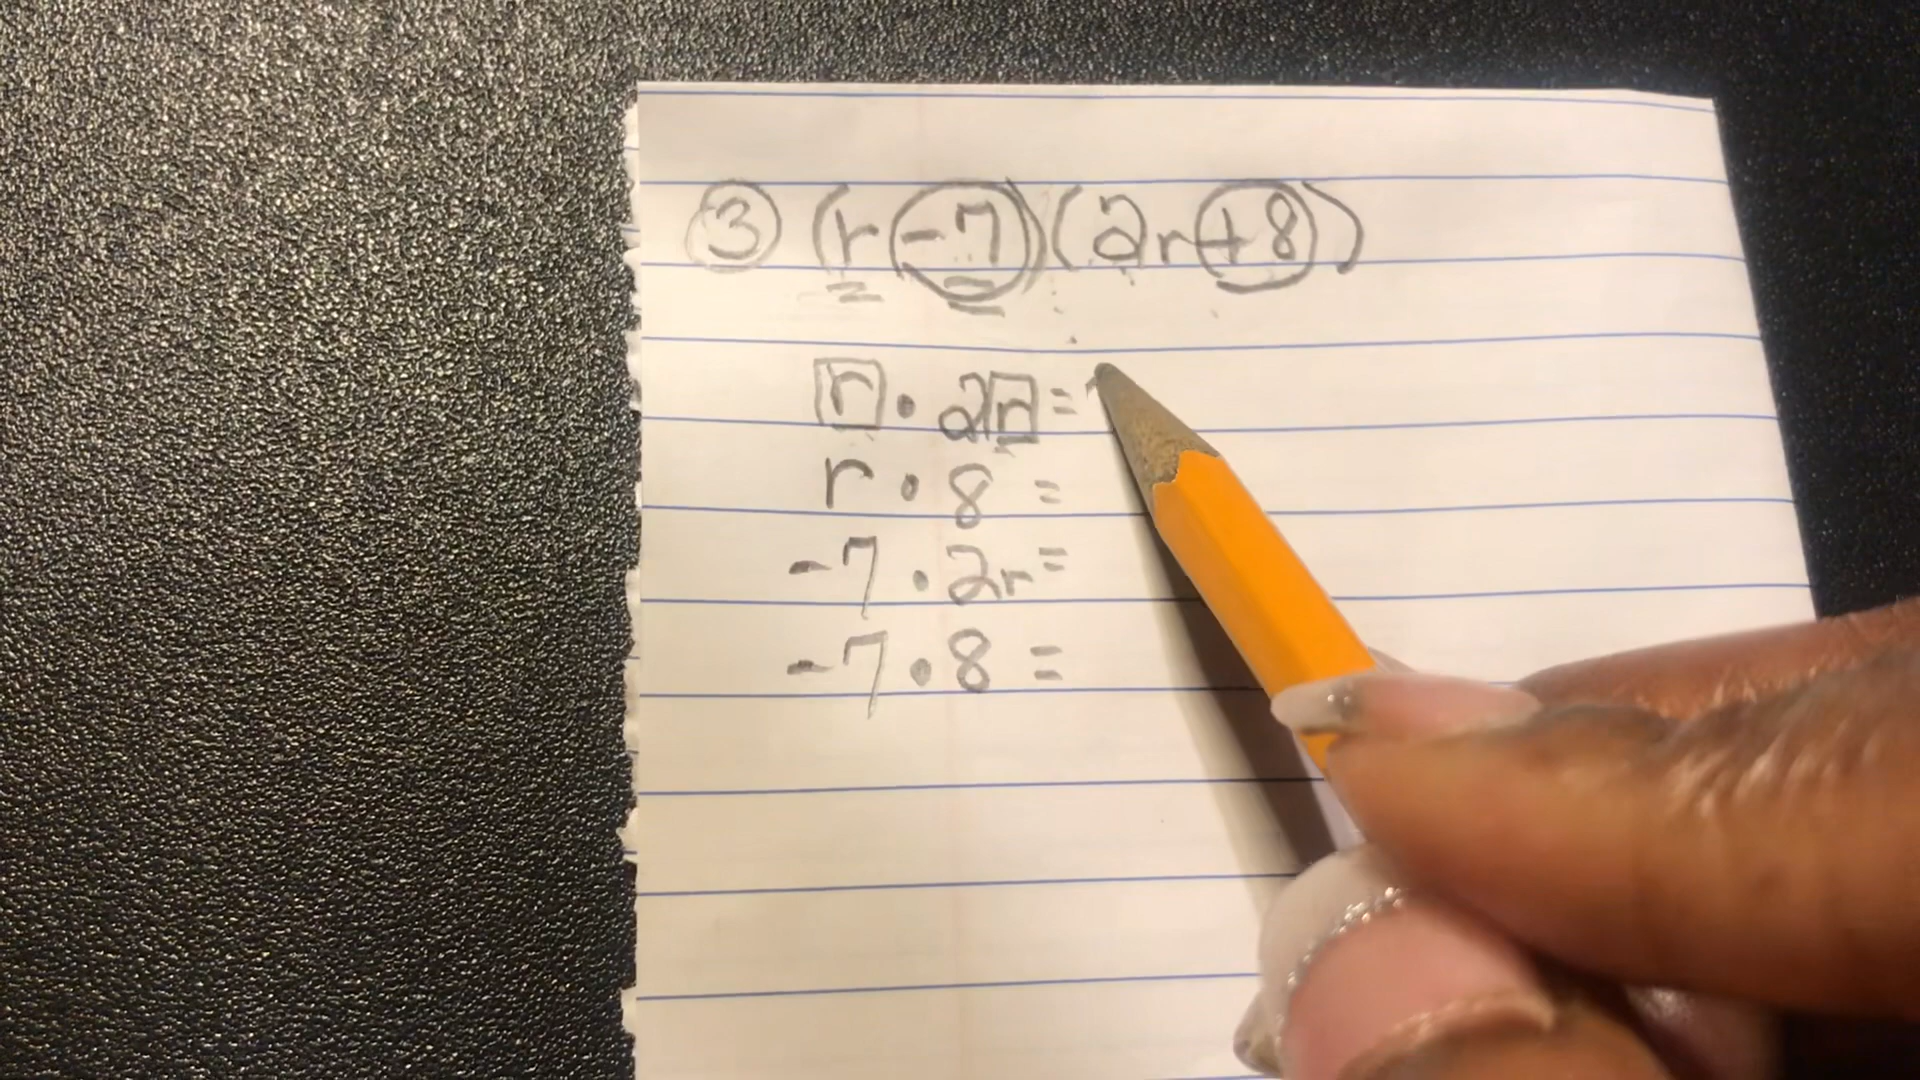 ③ (r-7)(2r+8)
r • 2r =
r • 8 =
-7 • 2r =
-7 • 8 =